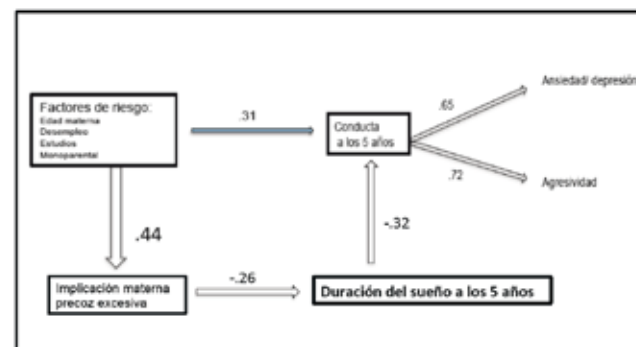 Factores de riesgo:
Edad materna
Desempleo
Estudios
Monoparental
.31
Conducta
a los 5 años
.65
Ansiedad/ depresión
.72
Agresividad
.44
-.32
Implicación materna
precoz excesiva
-.26
Duración del sueño a los 5 años